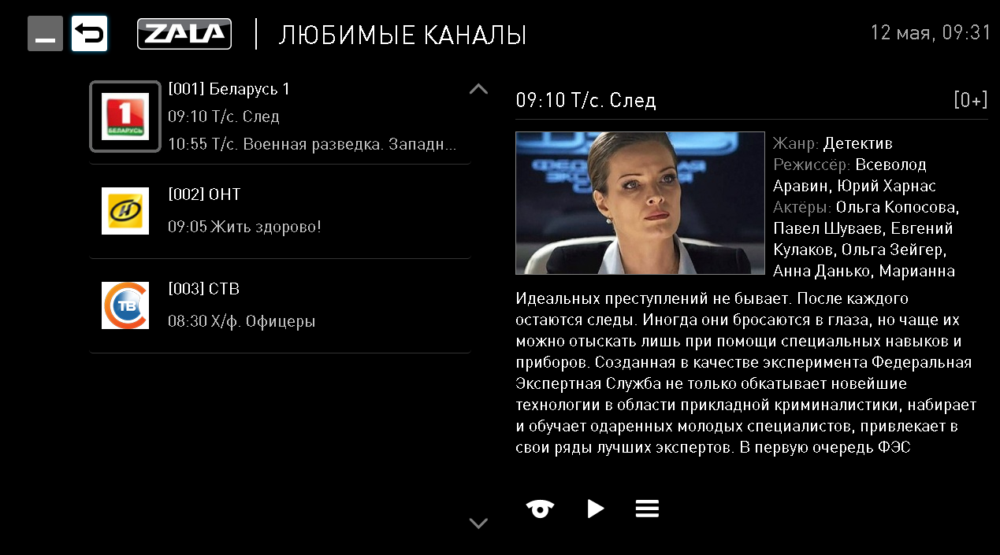 ZALA
ЛЮБИМЫЕ КАНАЛЫ
12 мая, 09:31
1
БЕЛАРУСЬ
[001] Беларусь 1
09:10 Т/с. След
10:55 Т/с. Военная разведка. Западн...
[002] ОНТ
09:05 Жить здорово!
ТВ
[003] СТВ
08:30 Х/ф. Офицеры
09:10 Т/с. След
[0+]
Жанр: Детектив
Режиссёр: Всеволод
Аравин, Юрий Харнас
Актёры: Ольга Копосова,
Павел Шуваев, Евгений
Кулаков, Ольга Зейгер,
Анна Данько, Марианна
Идеальных преступлений не бывает. После каждого
остаются следы. Иногда они бросаются в глаза, но чаще их
можно отыскать лишь при помощи специальных навыков и
приборов. Созданная в качестве эксперимента Федеральная
Экспертная Служба не только обкатывает новейшие
технологии в области прикладной криминалистики, набирает
и обучает одаренных молодых специалистов, привлекает в
свои ряды лучших экспертов. В первую очередь ФЭС